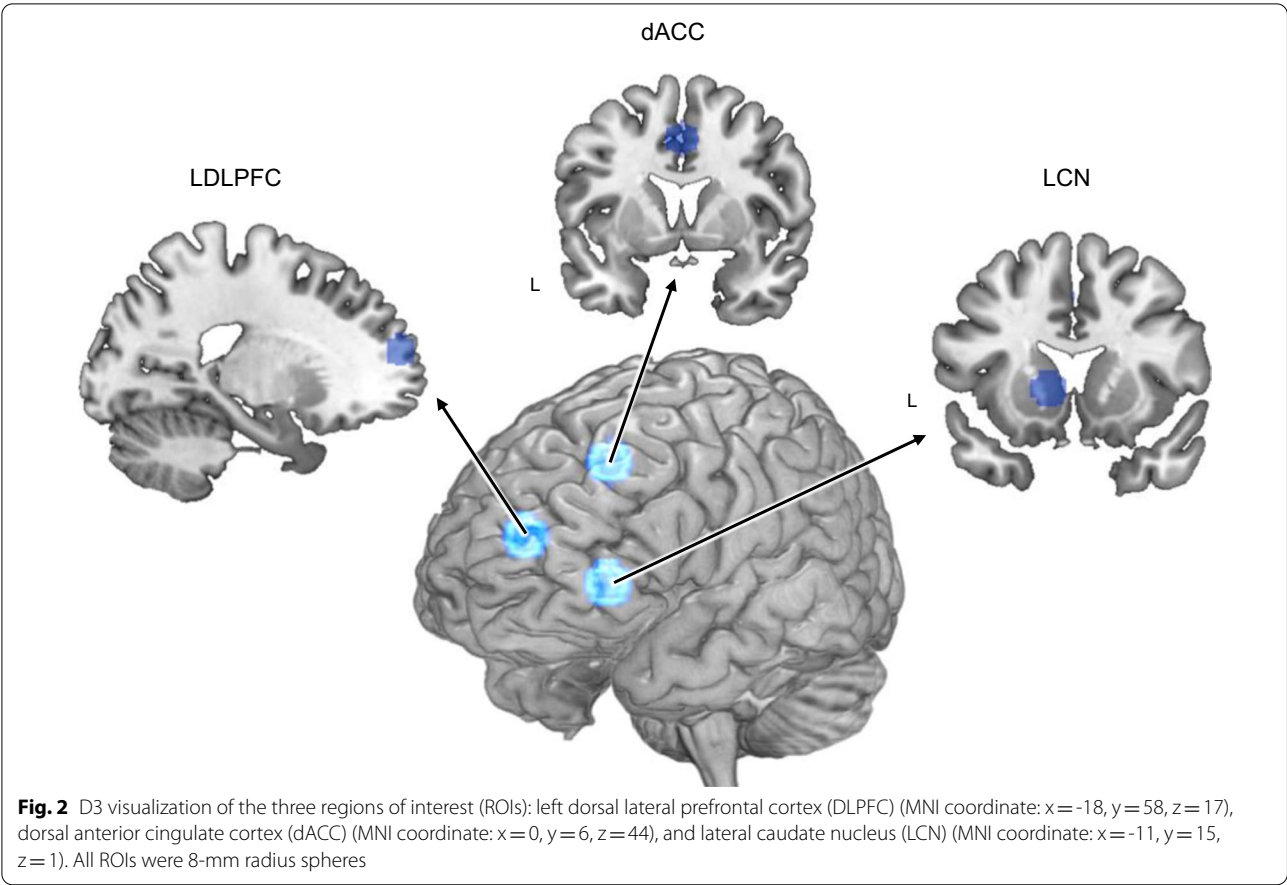 dACC
LDLPFC
LCN
L
L
Fig. 2 D3 visualization of the three regions of interest (ROIs): left dorsal lateral prefrontal cortex (DLPFC) (MNI coordinate: x = -18, y = 58, z = 17),
dorsal anterior cingulate cortex (dACC) (MNI coordinate: x = 0, y = 6, z = 44), and lateral caudate nucleus (LCN) (MNI coordinate: x = -11, y = 15,
z = 1). All ROIs were 8-mm radius spheres